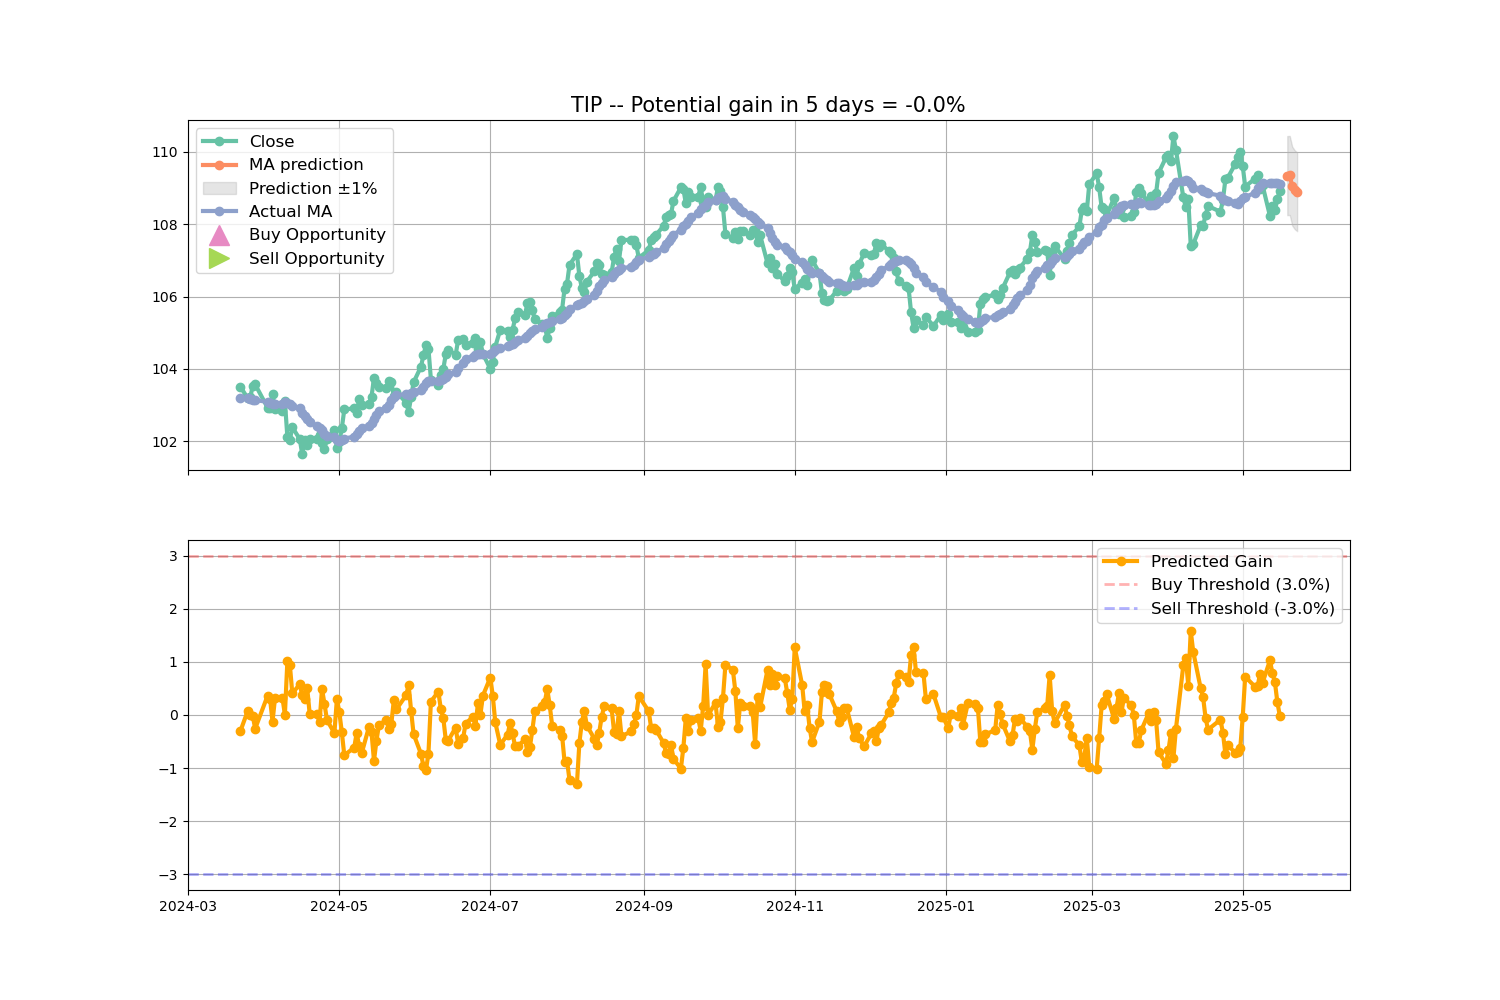 TIP -- Potential gain in 5 days = -0.0%
Close
MA prediction
Prediction ±1%
Actual MA
Buy Opportunity
Sell Opportunity
110
108
106
104
102
Predicted Gain
Buy Threshold (3.0%)
Sell Threshold (-3.0%)
3
2
1
0
−1
−2
−3
2024-03 2024-05 2024-07 2024-09 2024-11 2025-01 2025-03 2025-05